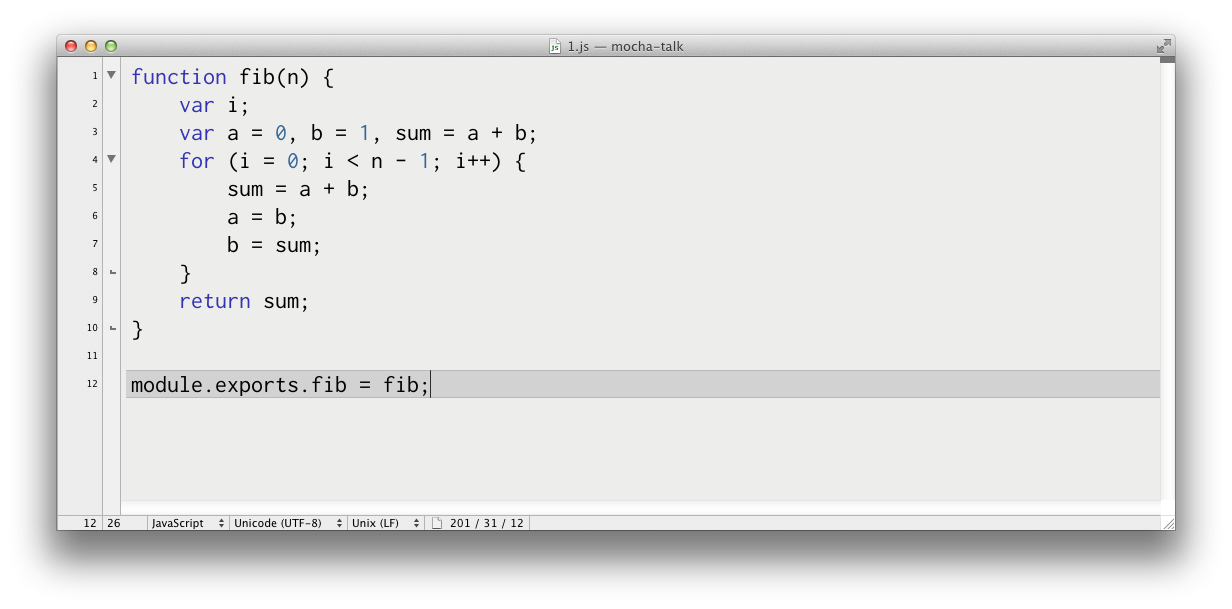 1.js — mocha-talk
1 function fib(n) {
2     var i;
3     var a = 0, b = 1, sum = a + b;
4     for (i = 0; i < n - 1; i++) {
5         sum = a + b;
6         a = b;
7         b = sum;
8     }
9     return sum;
10 }
11
12 module.exports.fib = fib;
12 26 JavaScript Unicode (UTF-8) Unix (LF) 201 / 31 / 12